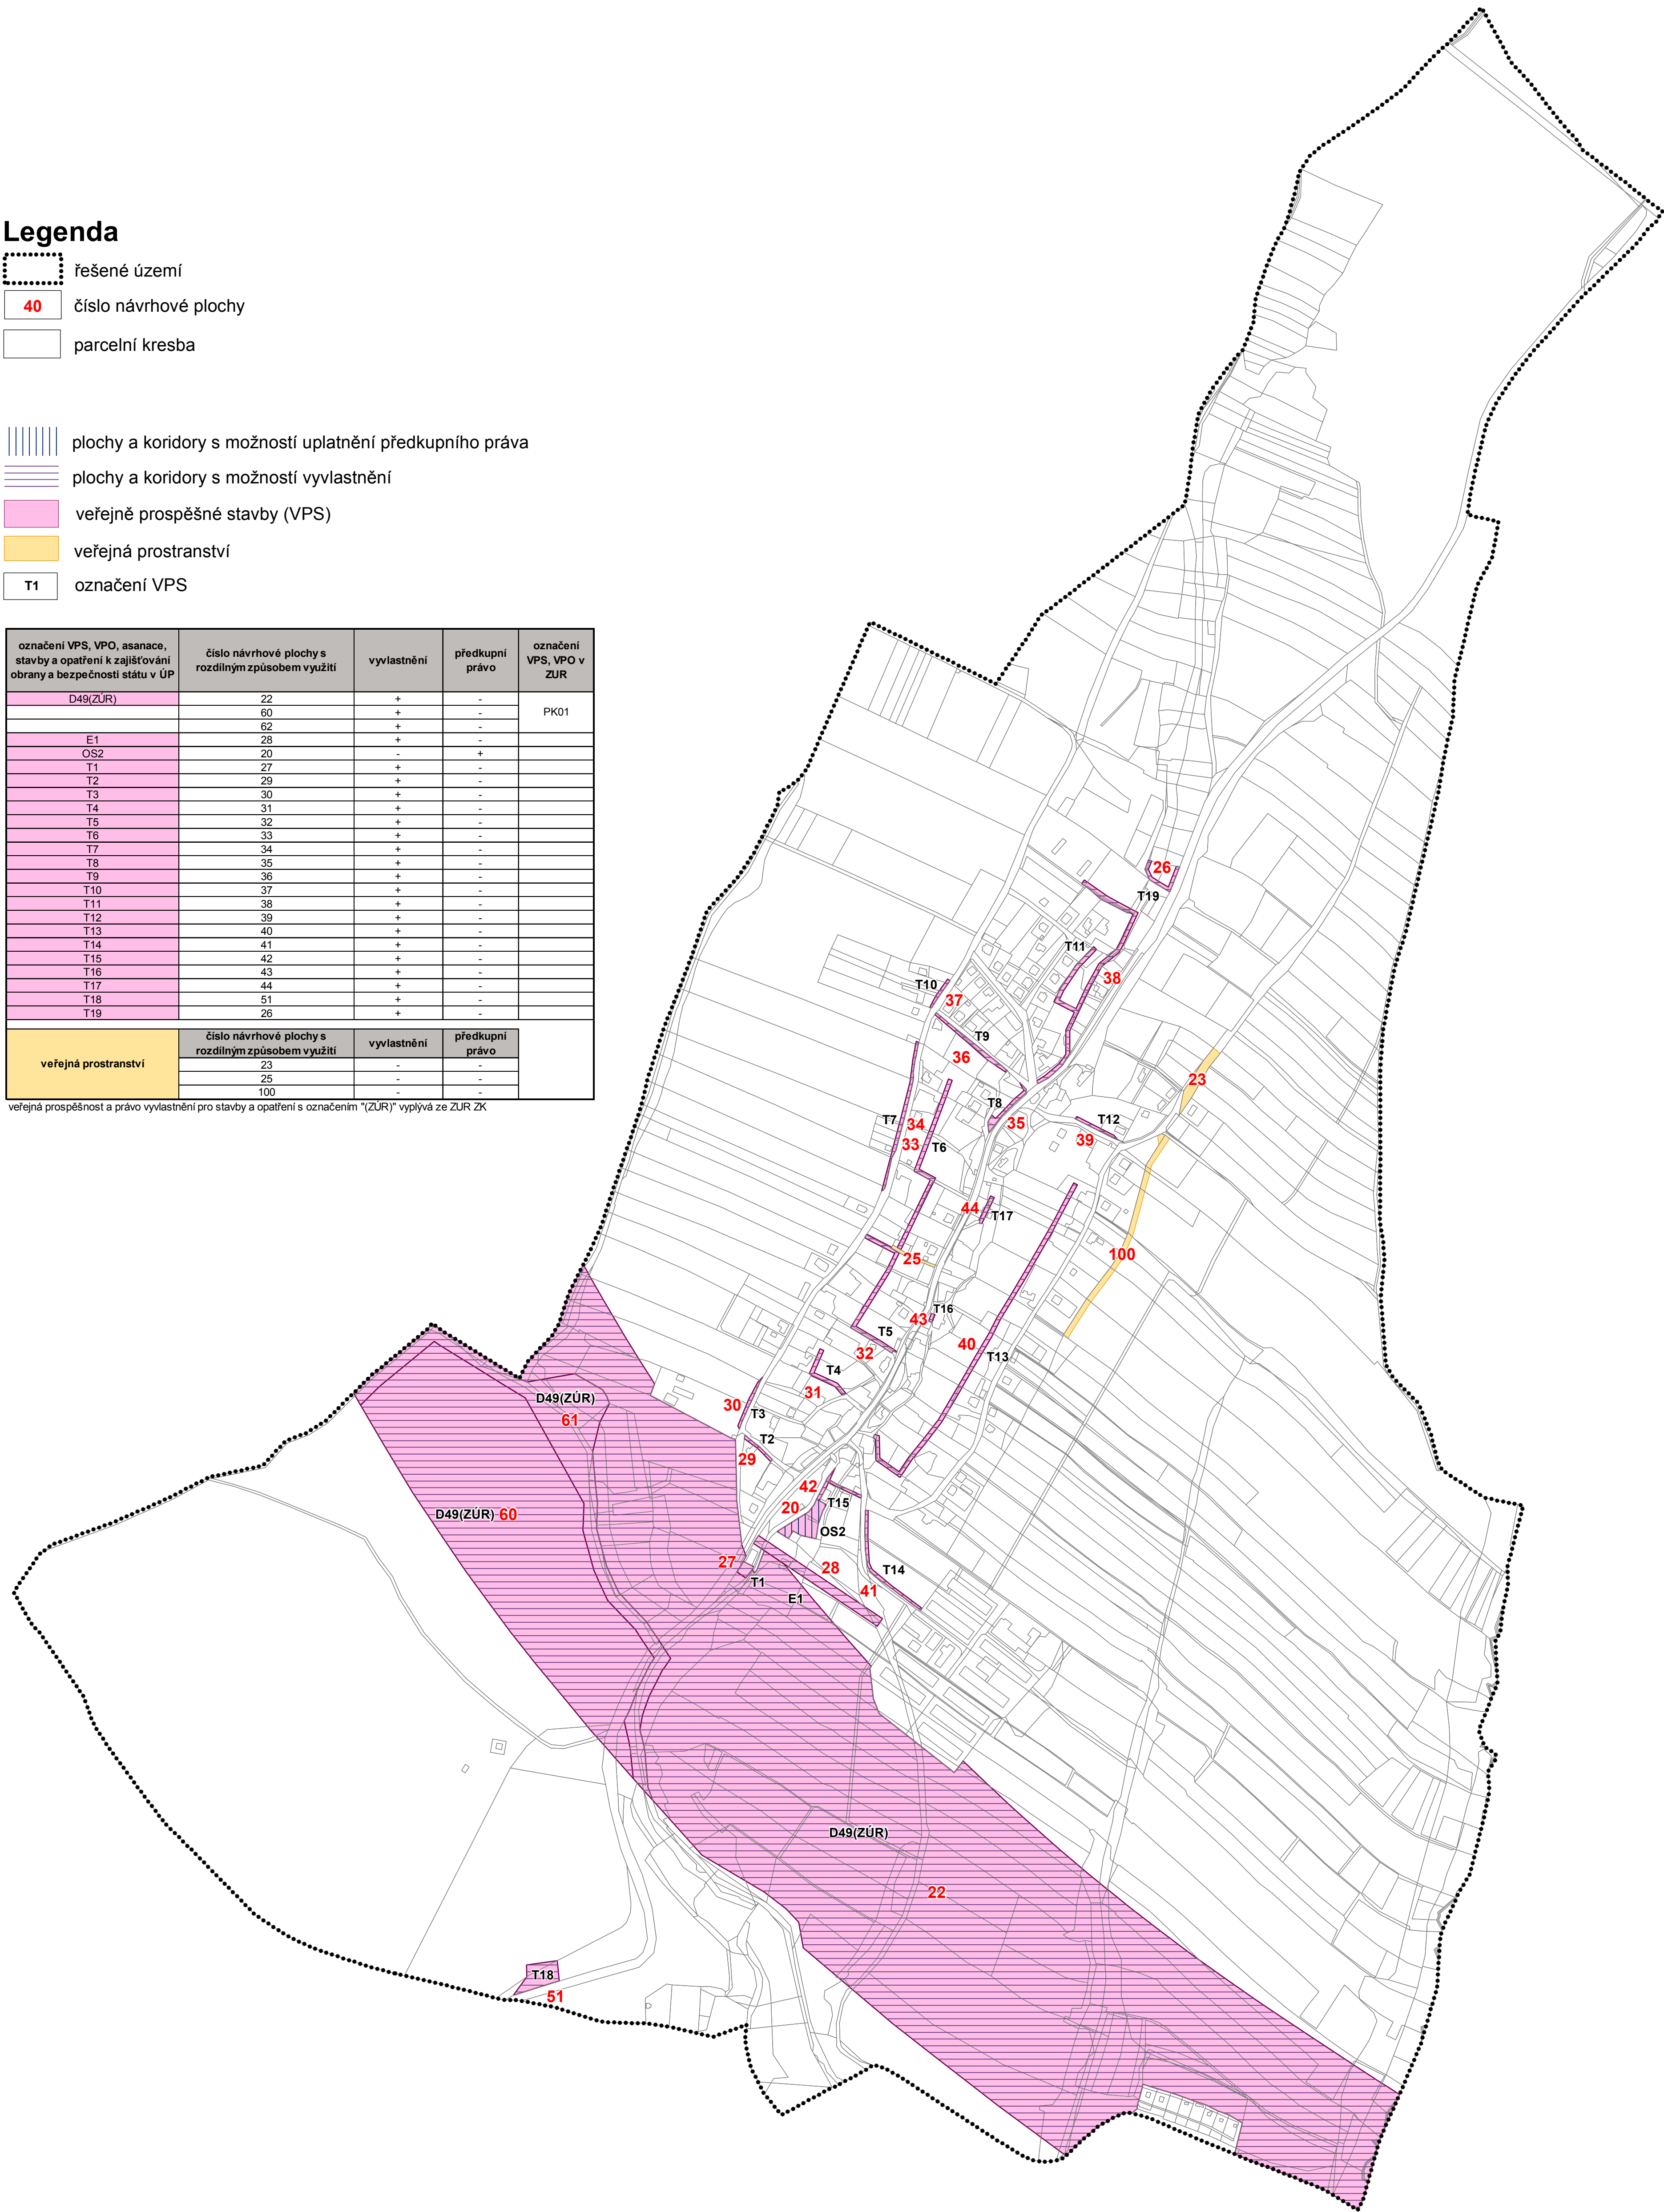 Legenda
řešené území
40 číslo návrhové plochy
parcelní kresba
plochy a koridory s možností uplatnění předkupního práva
plochy a koridory s možností vyvlastnění
veřejně prospěšné stavby (VPS)
veřejná prostranství
T1 označení VPS
označení VPS, VPO, asanace,
stavby a opatření k zajišťování
obrany a bezpečnosti státu v ÚP
číslo návrhové plochy s
rozdílným způsobem využití
vyvlastnění
předkupní
právo
označení
VPS, VPO v
ZUR
D49(ZÚR) 22 + -
60 + - PK01
62 + -
E1 28 + -
OS2 20 - +
T1 27 + -
T2 29 + -
T3 30 + -
T4 31 + -
T5 32 + -
T6 33 + -
T7 34 + -
T8 35 + -
T9 36 + -
T10 37 + -
T11 38 + -
T12 39 + -
T13 40 + -
T14 41 + -
T15 42 + -
T16 43 + -
T17 44 + -
T18 51 + -
T19 26 + -
veřejná prostranství
číslo návrhové plochy s
rozdílným způsobem využití
vyvlastnění
předkupní
právo
23 - -
25 - -
100 - -
veřejná prospěšnost a právo vyvlastnění pro stavby a opatření s označením "(ZÚR)" vyplývá ze ZUR ZK
26
T19
T11
38
T10
37
T9
36
23
T8
35
T7
34
T12
39
33
T6
44
T17
25
100
T16
43
T5
32
40
T13
T4
31
D49(ZÚR)
61
30
T3
T2
29
42
T15
20
OS2
D49(ZÚR) 60
27
T1
28
E1
T14
41
D49(ZÚR)
22
T18
51